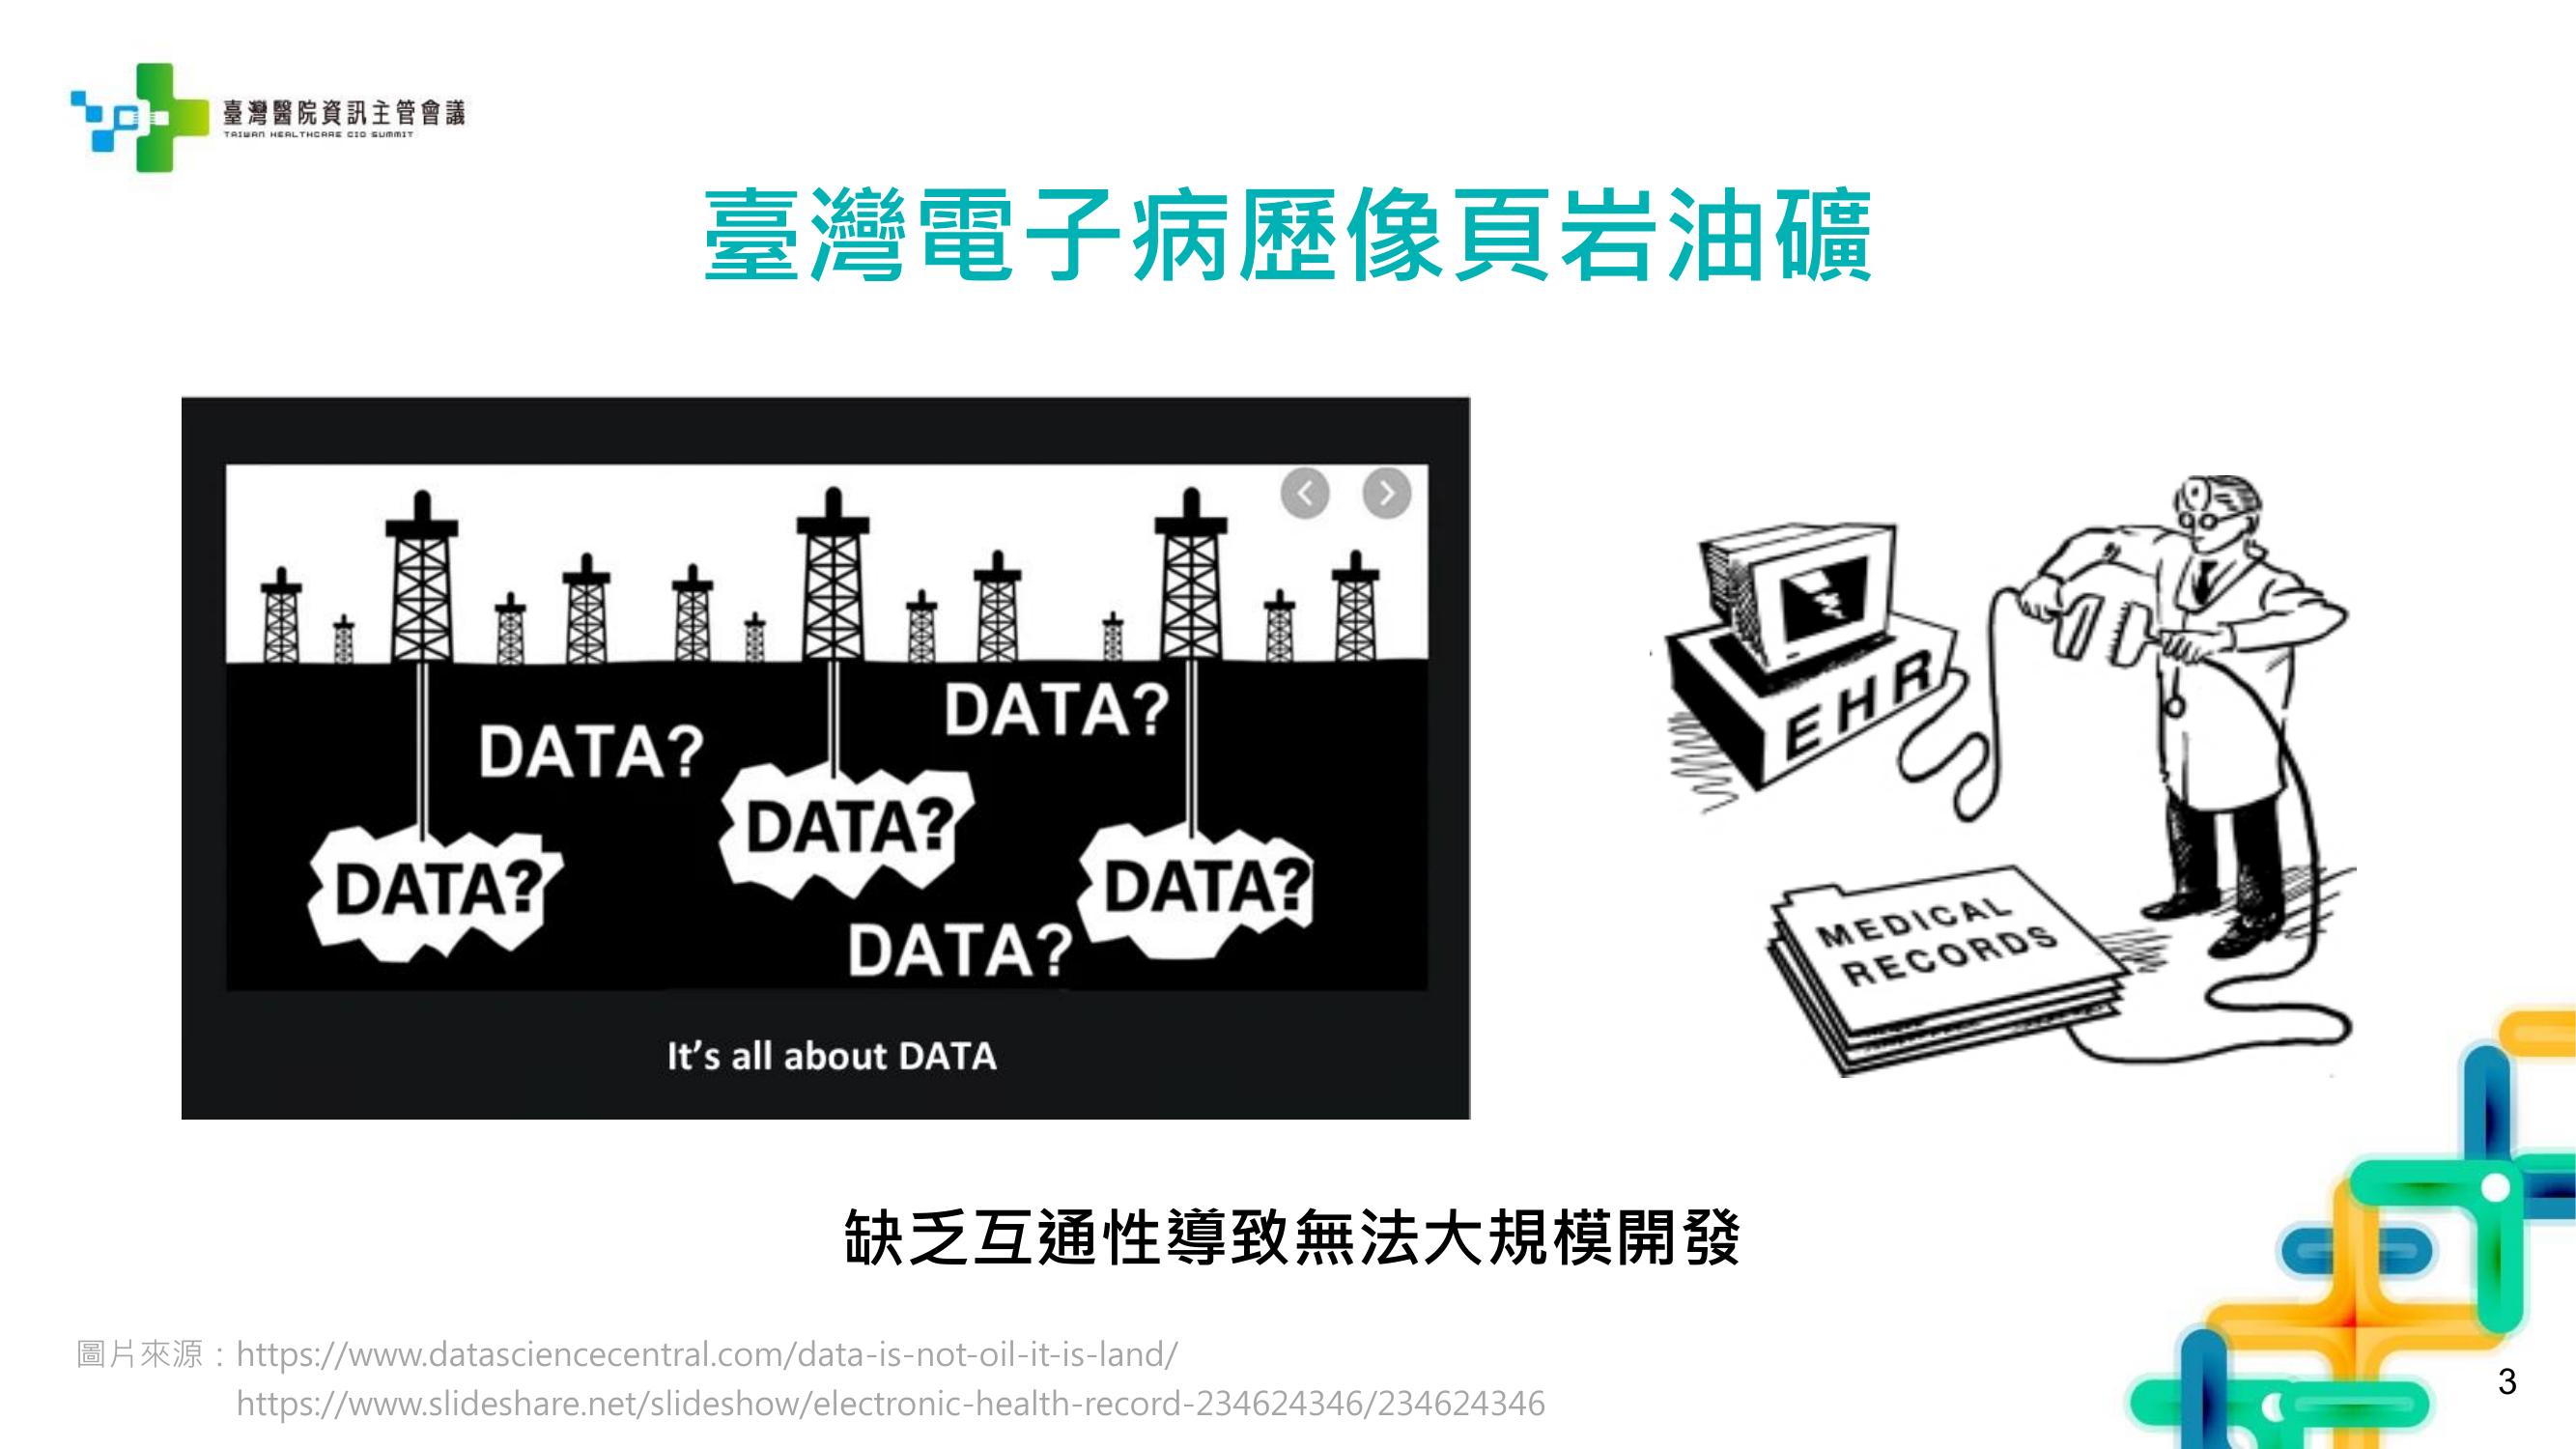 臺灣醫院資訊主管會議
TAIWAN HEALTHCARE CIO SUMMIT
臺灣電子病歷像頁岩油礦
DATA?
DATA?
DATA?
DATA?
DATA?
DATA?
It's all about DATA
EHR
MEDICAL
RECORDS
缺乏互通性導致無法大規模開發
圖片來源：https://www.datasciencecentral.com/data-is-not-oil-it-is-land/
https://www.slideshare.net/slideshow/electronic-health-record-234624346/234624346
3